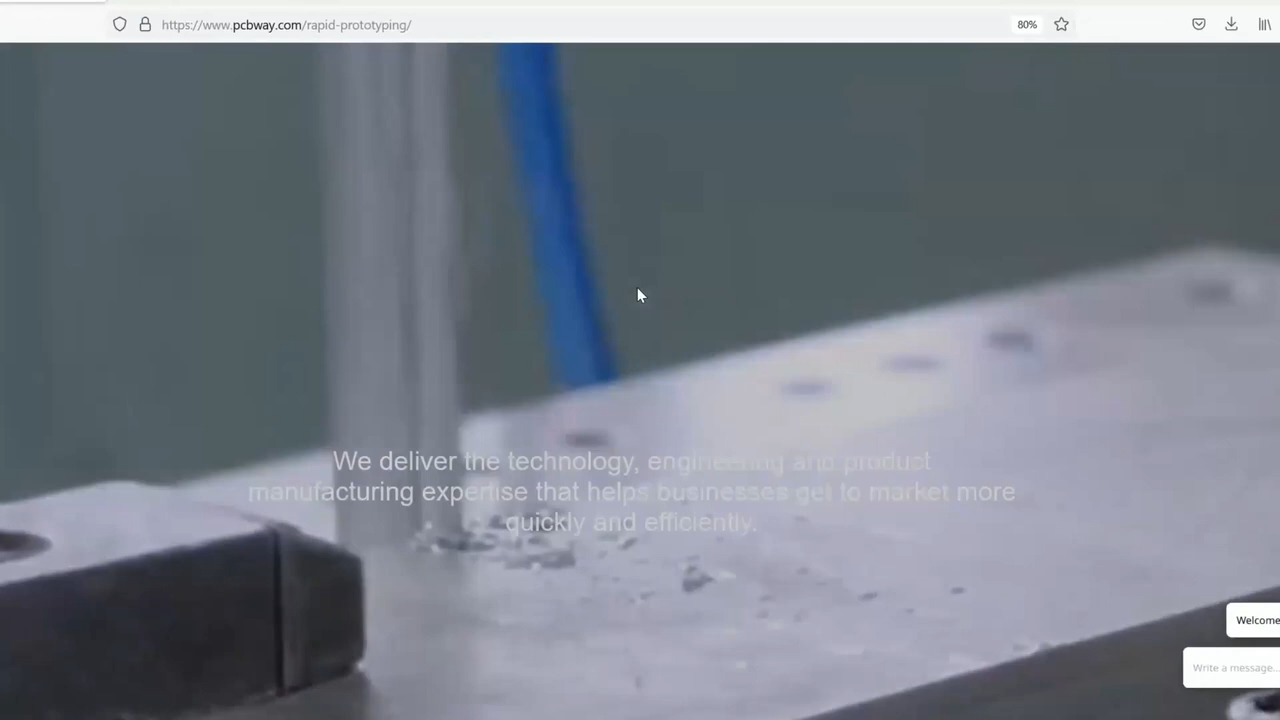 https://www.pcbway.com/rapid-prototyping/
80%
We deliver the technology, engineering and product
manufacturing expertise that helps businesses get to market more
quickly and efficiently.
Welcome
Write a message...